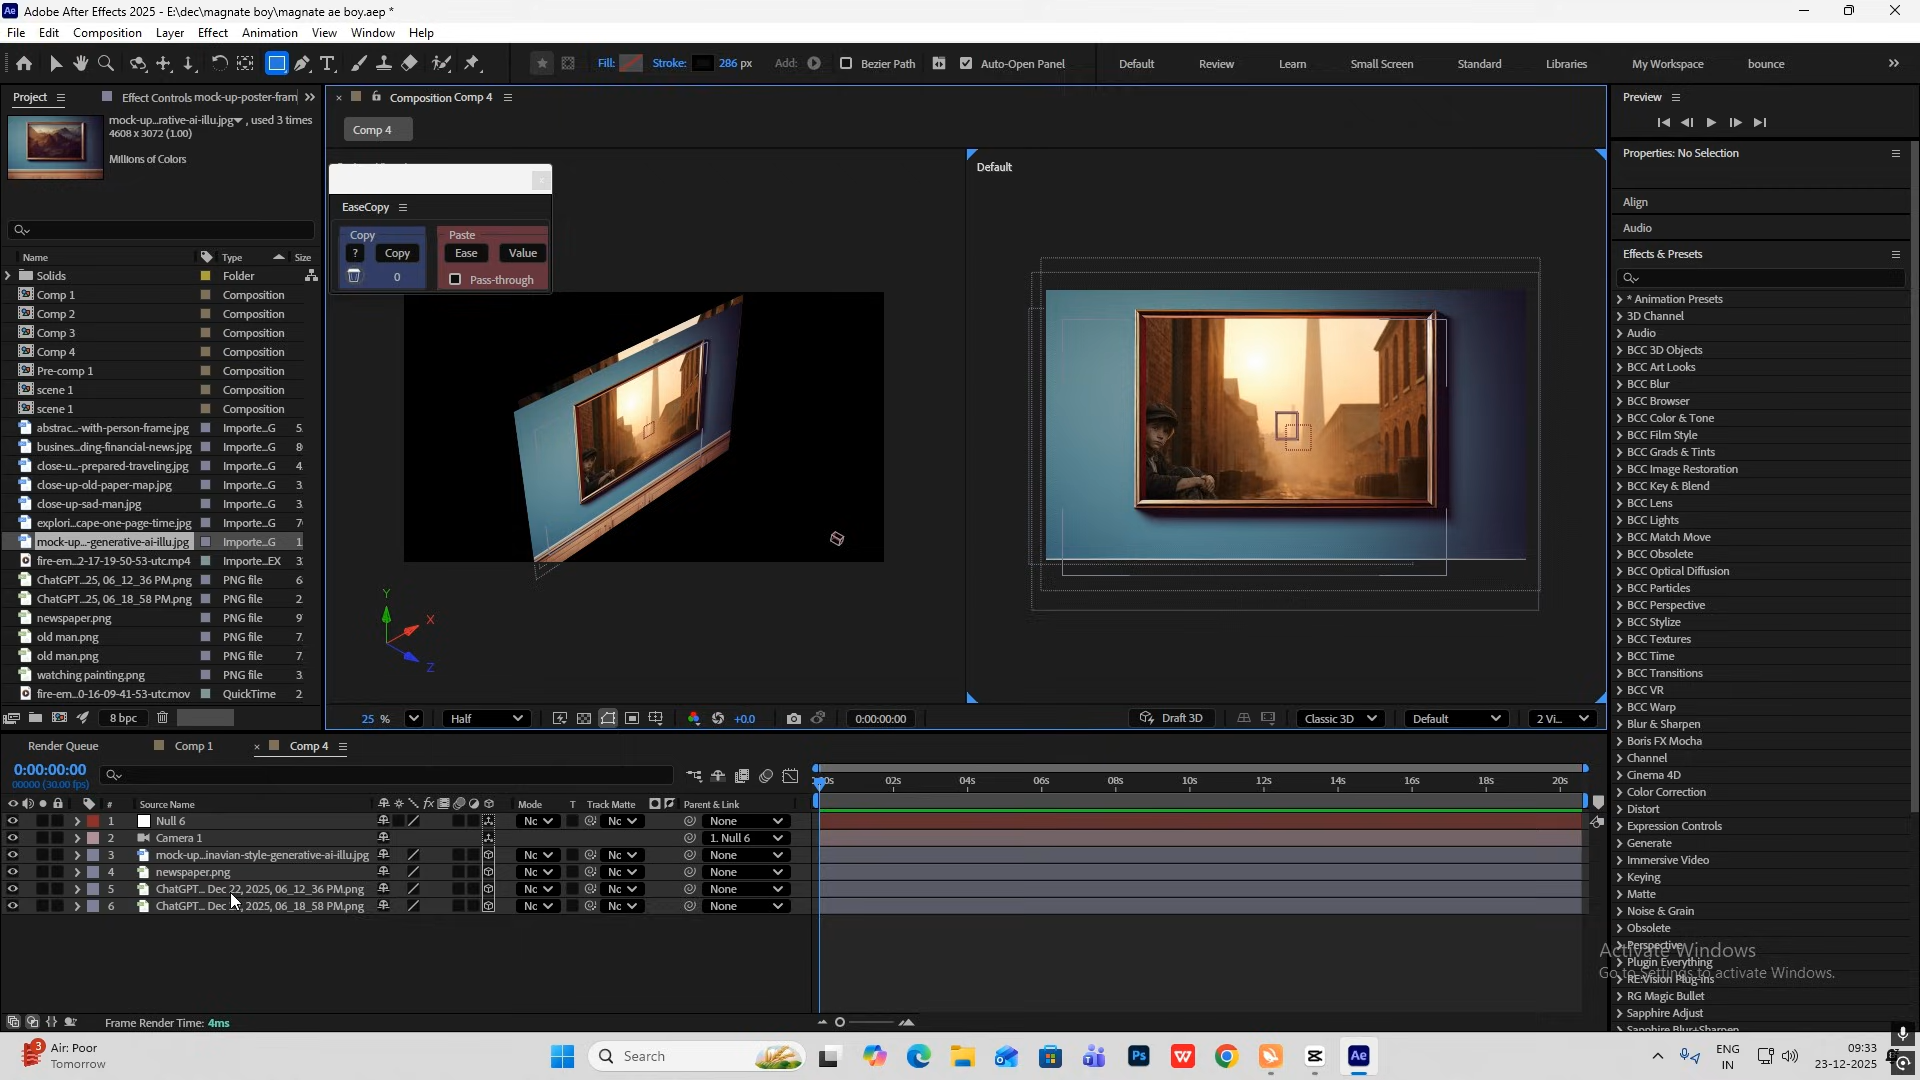 Adobe After Effects 2025 - E:\dec\magnate boy\magnate ae boy.aep *
File Edit Composition Layer Effect Animation View Window Help
Fill: Stroke: 286 px Add: Bezier Path Auto-Open Panel Default Review Learn Small Screen Standard Libraries My Workspace bounce
Project Effect Controls mock-up-poster-fram
mock-up...rative-ai-illu.jpg , used 3 times
4608 x 3072 (1.00)
Millions of Colors
Name Type Size
Solids Folder
Comp 1 Composition
Comp 2 Composition
Comp 3 Composition
Comp 4 Composition
Pre-comp 1 Composition
scene 1 Composition
scene 1 Composition
abstrac...-with-person-frame.jpg Importe...G 5
busines...ding-financial-news.jpg Importe...G 8
close-u...-prepared-traveling.jpg Importe...G 4
close-up-old-paper-map.jpg Importe...G 3
close-up-sad-man.jpg Importe...G 3
explori...cape-one-page-time.jpg Importe...G 7
mock-up...-generative-ai-illu.jpg Importe...G 1
fire-em...2-17-19-50-53-utc.mp4 Importe...EX 3
ChatGPT...25, 06_12_36 PM.png PNG file 6
ChatGPT...25, 06_18_58 PM.png PNG file 2
newspaper.png PNG file 9
old man.png PNG file 7
old man.png PNG file 7
watching painting.png PNG file 3
fire-em...0-16-09-41-53-utc.mov QuickTime 2
8 bpc
Composition Comp 4
Comp 4
EaseCopy
Copy Paste
? Copy Ease Value
0 Pass-through
Default
Y
X
Z
25 % Half +0.0 0:00:00:00 Draft 3D Classic 3D Default 2 Vi...
Preview
Properties: No Selection
Align
Audio
Effects & Presets
* Animation Presets
3D Channel
Audio
BCC 3D Objects
BCC Art Looks
BCC Blur
BCC Browser
BCC Color & Tone
BCC Film Style
BCC Grads & Tints
BCC Image Restoration
BCC Key & Blend
BCC Lens
BCC Lights
BCC Match Move
BCC Obsolete
BCC Optical Diffusion
BCC Particles
BCC Perspective
BCC Stylize
BCC Textures
BCC Time
BCC Transitions
BCC VR
BCC Warp
Blur & Sharpen
Boris FX Mocha
Channel
Cinema 4D
Color Correction
Distort
Expression Controls
Generate
Immersive Video
Keying
Matte
Noise & Grain
Obsolete
Perspective
Plugin Everything
RE:Vision Plug-ins
RG Magic Bullet
Sapphire Adjust
Sapphire Blur+Sharpen
Activate Windows
Go to Settings to activate Windows.
Render Queue Comp 1 Comp 4
0:00:00:00
00000 (30.00 fps)
02s 04s 06s 08s 10s 12s 14s 16s 18s 20s
# Source Name Mode T Track Matte Parent & Link
1 Null 6 Nc Nc None
2 Camera 1 1. Null 6
3 mock-up...inavian-style-generative-ai-illu.jpg Nc Nc None
4 newspaper.png Nc Nc None
5 ChatGPT... Dec 22, 2025, 06_12_36 PM.png Nc Nc None
6 ChatGPT... Dec 2, 2025, 06_18_58 PM.png Nc Nc None
Frame Render Time: 4ms
3 Air: Poor
Tomorrow
Search
ENG
IN
09:33
23-12-2025